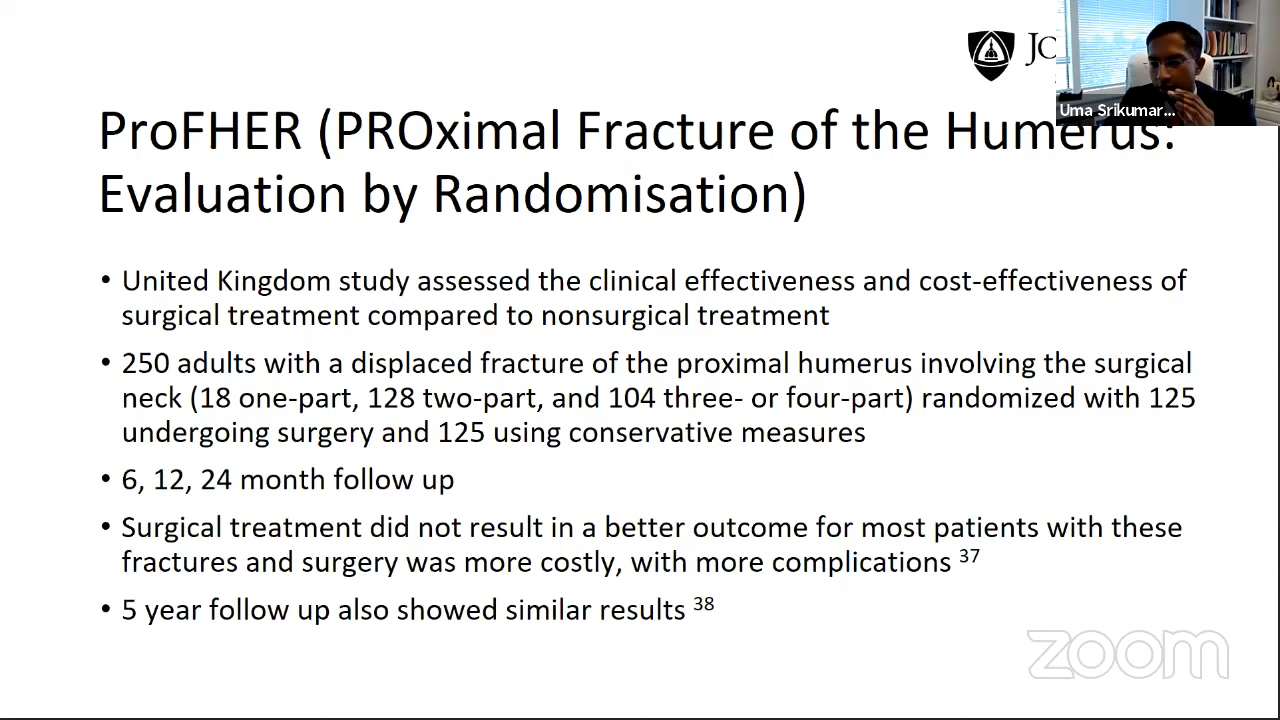 JO
Uma Srikumar...
ProFHER (PROximal Fracture of the Humerus:
Evaluation by Randomisation)
• United Kingdom study assessed the clinical effectiveness and cost-effectiveness of
surgical treatment compared to nonsurgical treatment
• 250 adults with a displaced fracture of the proximal humerus involving the surgical
neck (18 one-part, 128 two-part, and 104 three- or four-part) randomized with 125
undergoing surgery and 125 using conservative measures
• 6, 12, 24 month follow up
• Surgical treatment did not result in a better outcome for most patients with these
fractures and surgery was more costly, with more complications 37
• 5 year follow up also showed similar results 38
zoom